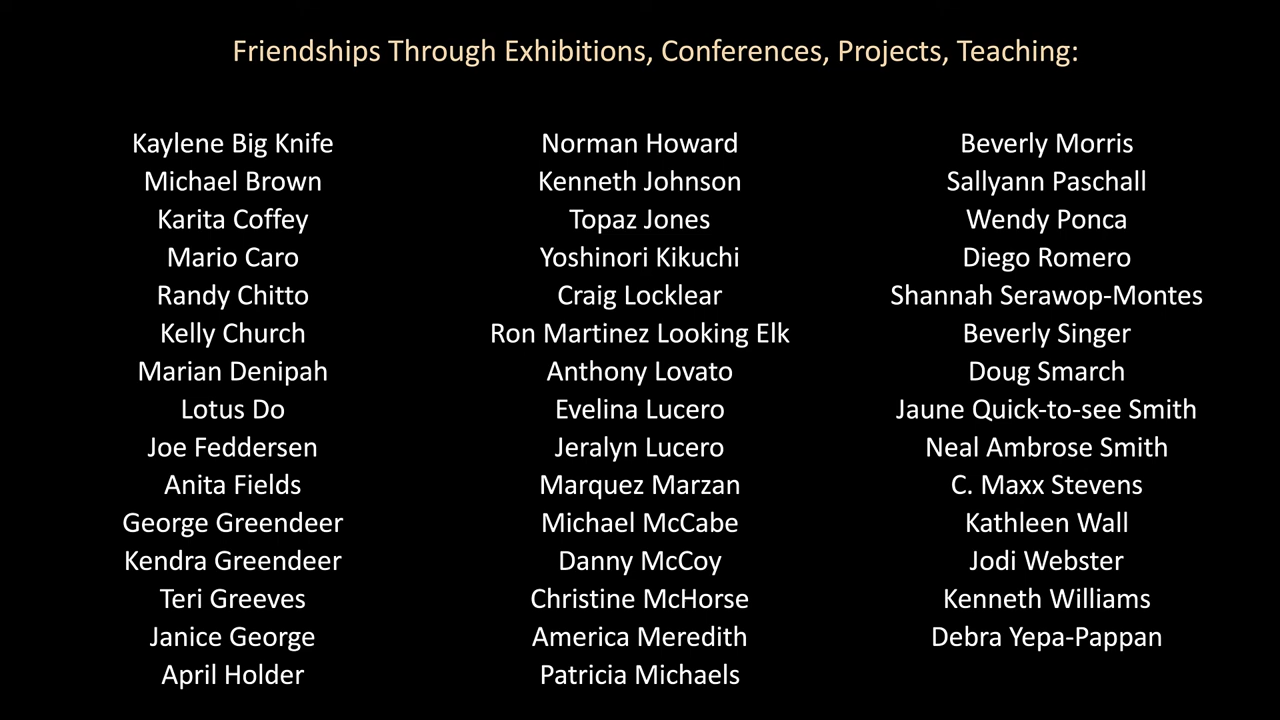 Friendships Through Exhibitions, Conferences, Projects, Teaching:
Kaylene Big Knife
Michael Brown
Karita Coffey
Mario Caro
Randy Chitto
Kelly Church
Marian Denipah
Lotus Do
Joe Feddersen
Anita Fields
George Greendeer
Kendra Greendeer
Teri Greeves
Janice George
April Holder
Norman Howard
Kenneth Johnson
Topaz Jones
Yoshinori Kikuchi
Craig Locklear
Ron Martinez Looking Elk
Anthony Lovato
Evelina Lucero
Jeralyn Lucero
Marquez Marzan
Michael McCabe
Danny McCoy
Christine McHorse
America Meredith
Patricia Michaels
Beverly Morris
Sallyann Paschall
Wendy Ponca
Diego Romero
Shannah Serawop-Montes
Beverly Singer
Doug Smarch
Jaune Quick-to-see Smith
Neal Ambrose Smith
C. Maxx Stevens
Kathleen Wall
Jodi Webster
Kenneth Williams
Debra Yepa-Pappan